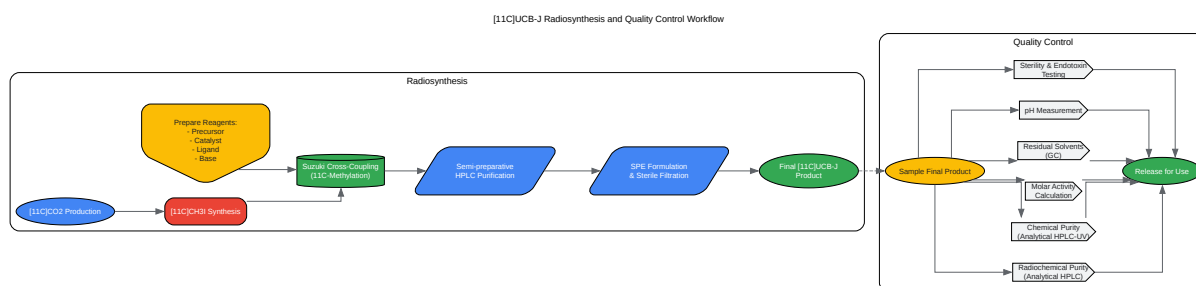 [11C]UCB-J Radiosynthesis and Quality Control Workflow
Radiosynthesis
Prepare Reagents:
- Precursor
- Catalyst
- Ligand
- Base
[11C]CO2 Production
[11C]CH3I Synthesis
Suzuki Cross-Coupling
(11C-Methylation)
Semi-preparative
HPLC Purification
SPE Formulation
& Sterile Filtration
Final [11C]UCB-J
Product
Quality Control
Sample Final Product
Sterility & Endotoxin
Testing
pH Measurement
Residual Solvents
(GC)
Molar Activity
Calculation
Chemical Purity
(Analytical HPLC-UV)
Radiochemical Purity
(Analytical HPLC)
Release for Use